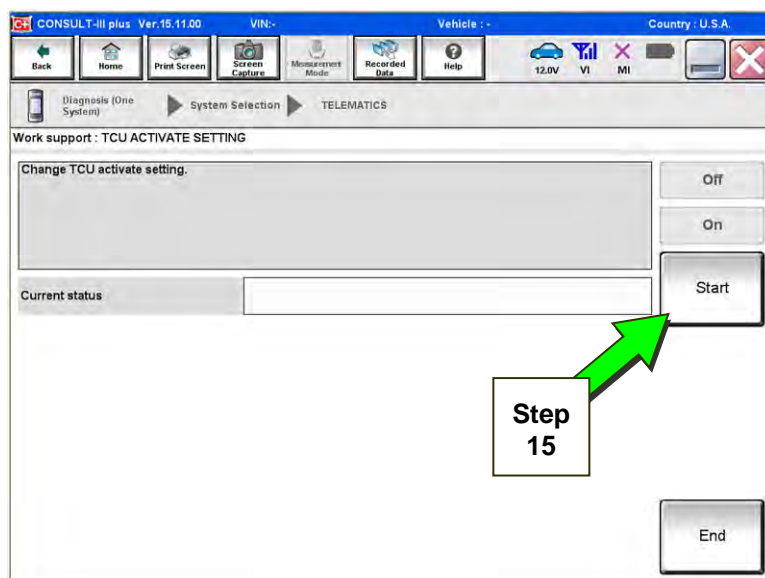 CONSULT-III plus Ver.15.11.00 VIN:- Vehicle : - Country : U.S.A.
Back
Home
Print Screen
Screen
Capture
Measurement
Mode
Recorded
Data
Help
12.0V
VI
MI
Diagnosis (One
System)
System Selection
TELEMATICS
Work support : TCU ACTIVATE SETTING
Change TCU activate setting.
Off
On
Current status
Start
Step
15
End